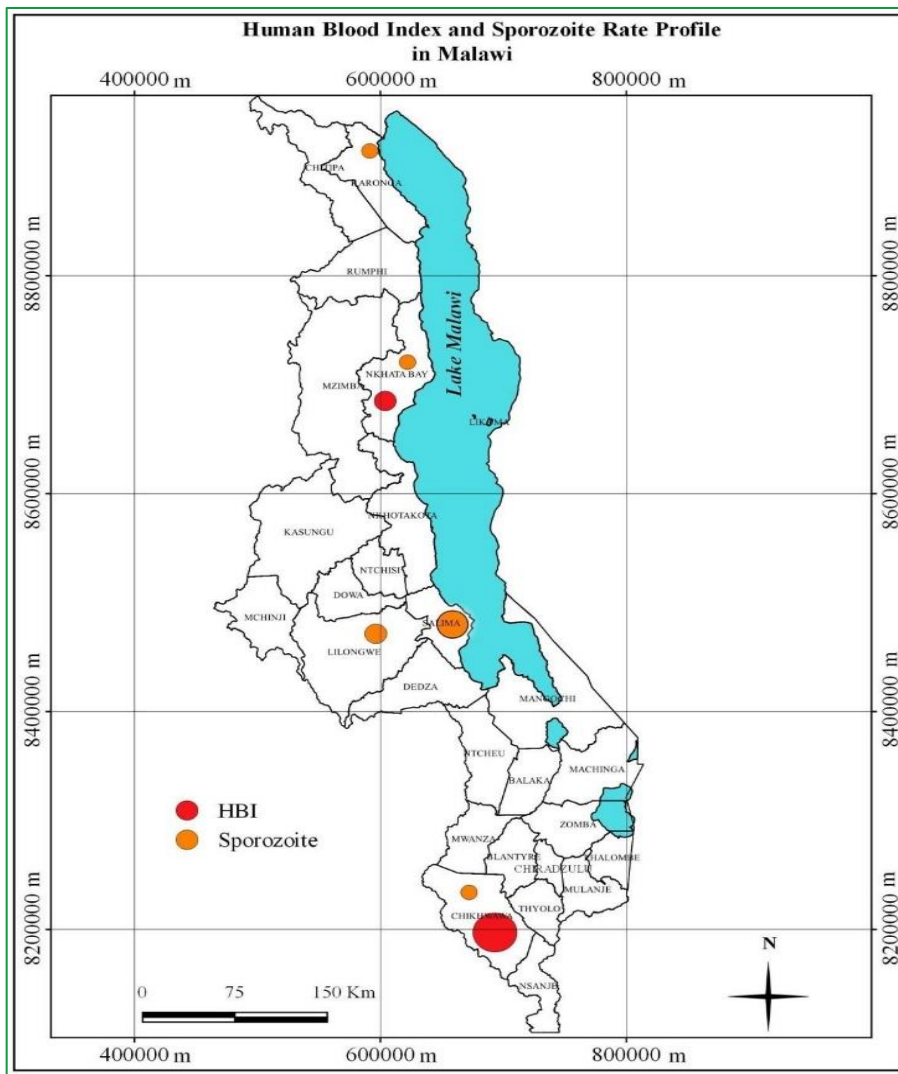 Human Blood Index and Sporozoite Rate Profile
in Malawi
400000 m 600000 m 800000 m
CHITIPA
KARONGA
8800000 m 8800000 m
RUMPHI
Lake Malawi
NKHATA BAY
MZIMBA
LIKOMA
8600000 m 8600000 m
NKHOTAKOTA
KASUNGU
NTCHISI
DOWA
MCHINJI
SALIMA
LILONGWE
DEDZA
MANGOCHI
8400000 m 8400000 m
NTCHEU
MACHINGA
BALAKA
HBI
Sporozoite
ZOMBA
MWANZA
BLANTYRE
PHALOMBE
CHIRADZULU
MULANJE
THYOLO
CHIKHWAWA
8200000 m 8200000 m
NSANJE
N
0 75 150 Km
400000 m 600000 m 800000 m